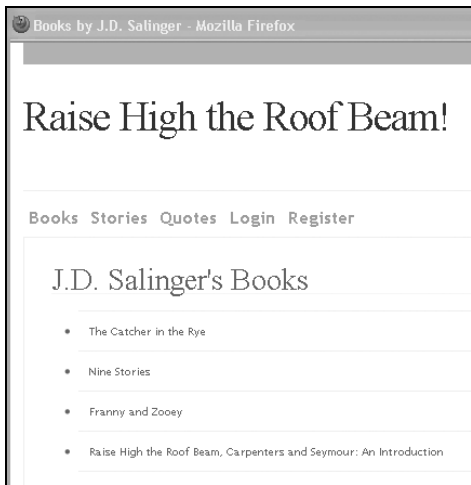 Books by J.D. Salinger - Mozilla Firefox
Raise High the Roof Beam!
Books Stories Quotes Login Register
J.D. Salinger's Books
• The Catcher in the Rye
• Nine Stories
• Franny and Zooey
• Raise High the Roof Beam, Carpenters and Seymour: An Introduction